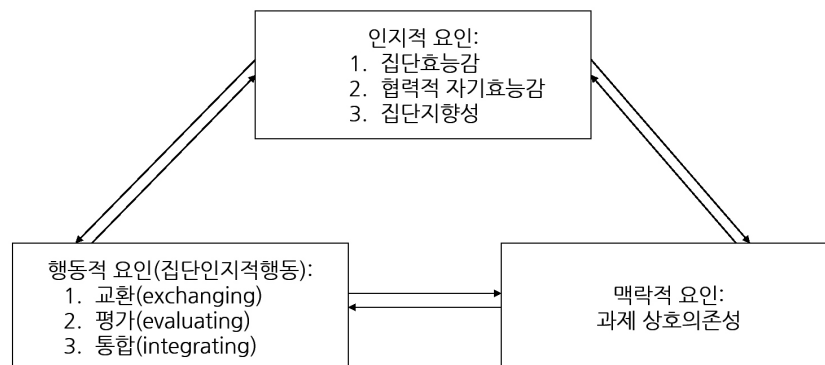 인지적 요인:
1. 집단효능감
2. 협력적 자기효능감
3. 집단지향성
행동적 요인(집단인지적행동):
1. 교환(exchanging)
2. 평가(evaluating)
3. 통합(integrating)
맥락적 요인:
과제 상호의존성